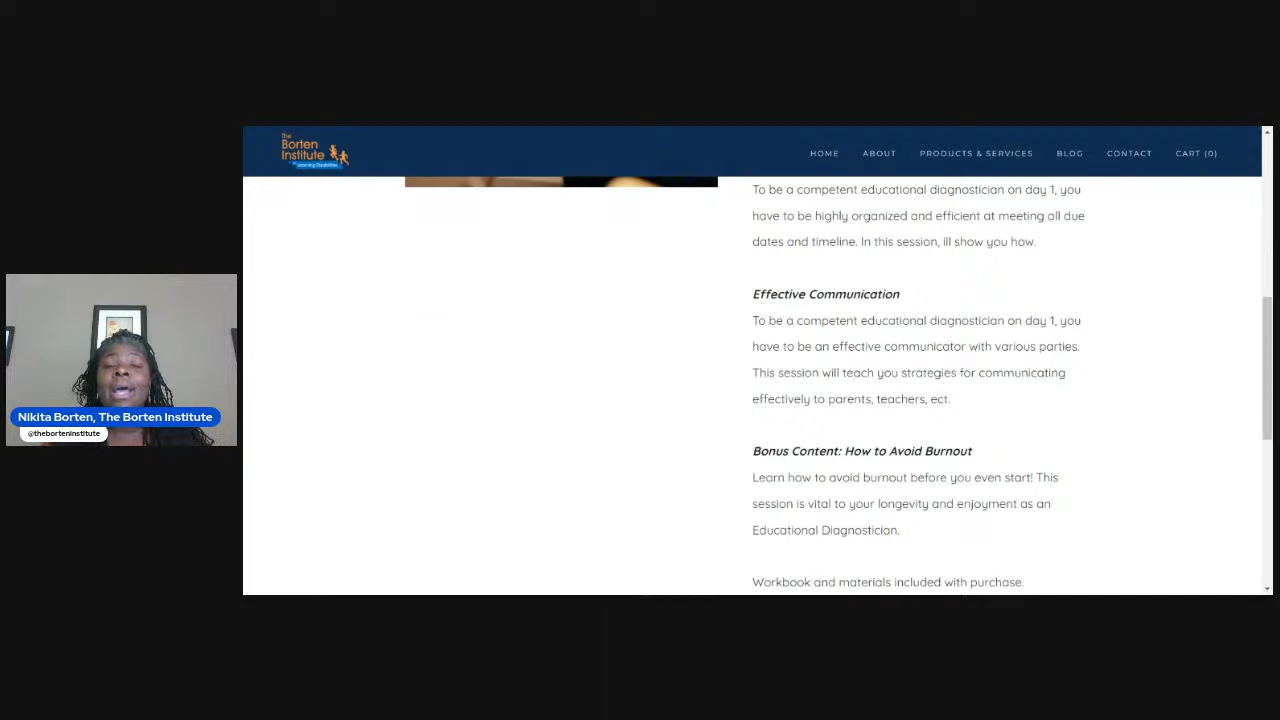 The
Borten
Institute
Learning Disabilities
HOME ABOUT PRODUCTS & SERVICES BLOG CONTACT CART (0)
To be a competent educational diagnostician on day 1, you
have to be highly organized and efficient at meeting all due
dates and timeline. In this session, ill show you how.
Effective Communication
To be a competent educational diagnostician on day 1, you
have to be an effective communicator with various parties.
This session will teach you strategies for communicating
effectively to parents, teachers, ect.
Bonus Content: How to Avoid Burnout
Learn how to avoid burnout before you even start! This
session is vital to your longevity and enjoyment as an
Educational Diagnostician.
Workbook and materials included with purchase.
Nikita Borten, The Borten Institute
@theborteninstitute